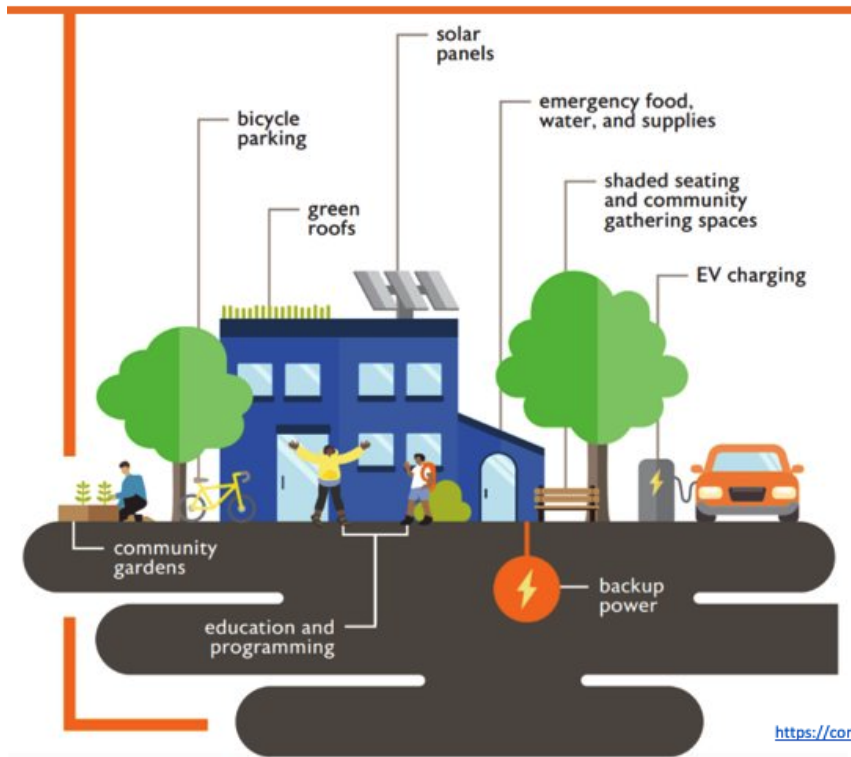 solar
panels
bicycle
parking
emergency food,
water, and supplies
green
roofs
shaded seating
and community
gathering spaces
EV charging
community
gardens
education and
programming
backup
power
https://cor